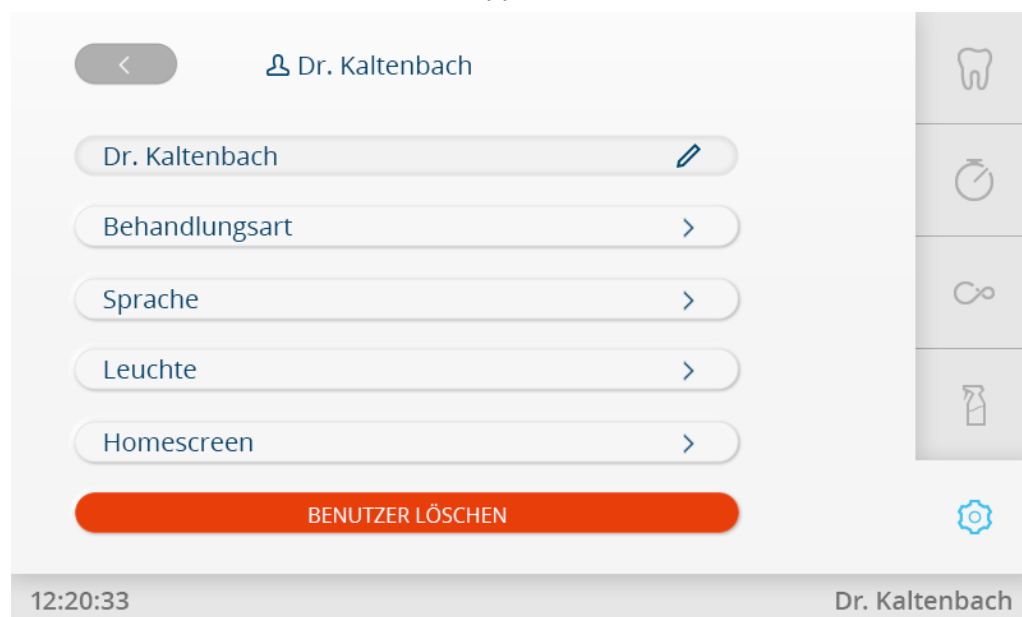 Dr. Kaltenbach
Dr. Kaltenbach
Behandlungsart
Sprache
Leuchte
Homescreen
BENUTZER LÖSCHEN
12:20:33
Dr. Kaltenbach